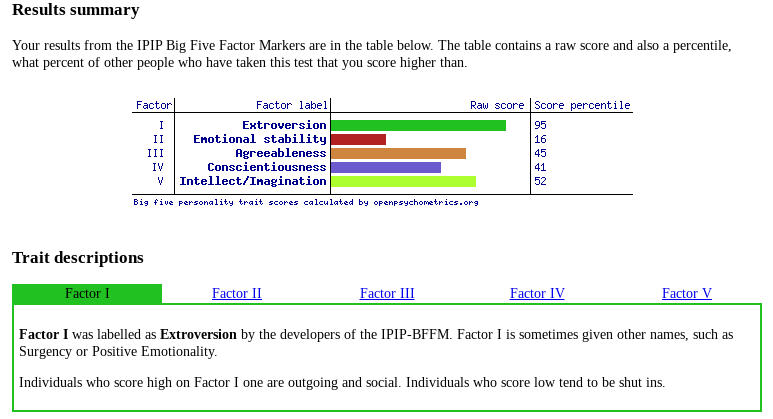 Results summary
Your results from the IPIP Big Five Factor Markers are in the table below. The table contains a raw score and also a percentile,
what percent of other people who have taken this test that you score higher than.
Factor Factor label Raw score Score percentile
I Extroversion 95
II Emotional stability 16
III Agreeableness 45
IV Conscientiousness 41
V Intellect/Imagination 52
Big five personality trait scores calculated by openpsychometrics.org
Trait descriptions
Factor I Factor II Factor III Factor IV Factor V
Factor I was labelled as Extroversion by the developers of the IPIP-BFFM. Factor I is sometimes given other names, such as
Surgency or Positive Emotionality.
Individuals who score high on Factor I one are outgoing and social. Individuals who score low tend to be shut ins.